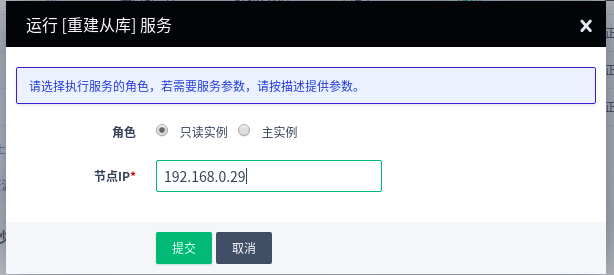 运行 [重建从库] 服务
请选择执行服务的角色，若需要服务参数，请按描述提供参数。
角色 只读实例 主实例
节点IP* 192.168.0.29
提交 取消